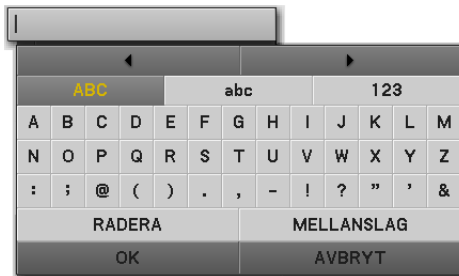 ABC abc 123
A B C D E F G H I J K L M
N O P Q R S T U V W X Y Z
: ; @ ( ) . , - ! ? ” ’ &
RADERA MELLANSLAG
OK AVBRYT